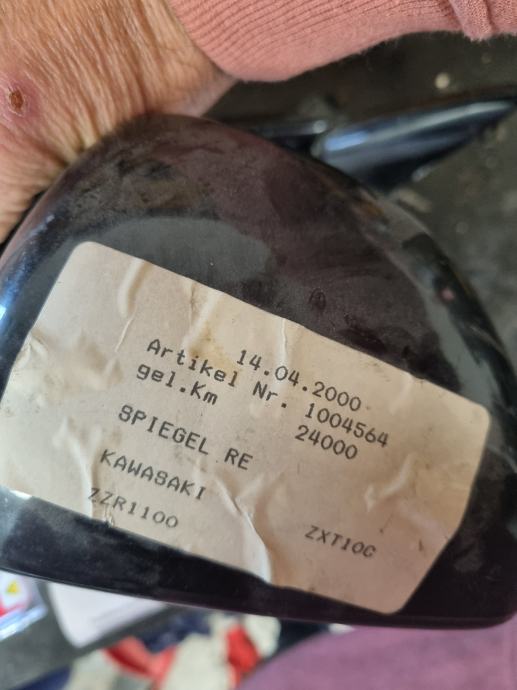 14.04.2000
Artikel Nr. 1004564
gel.Km 24000
SPIEGEL RE
KAWASAKI
ZZR1100 ZXT10C